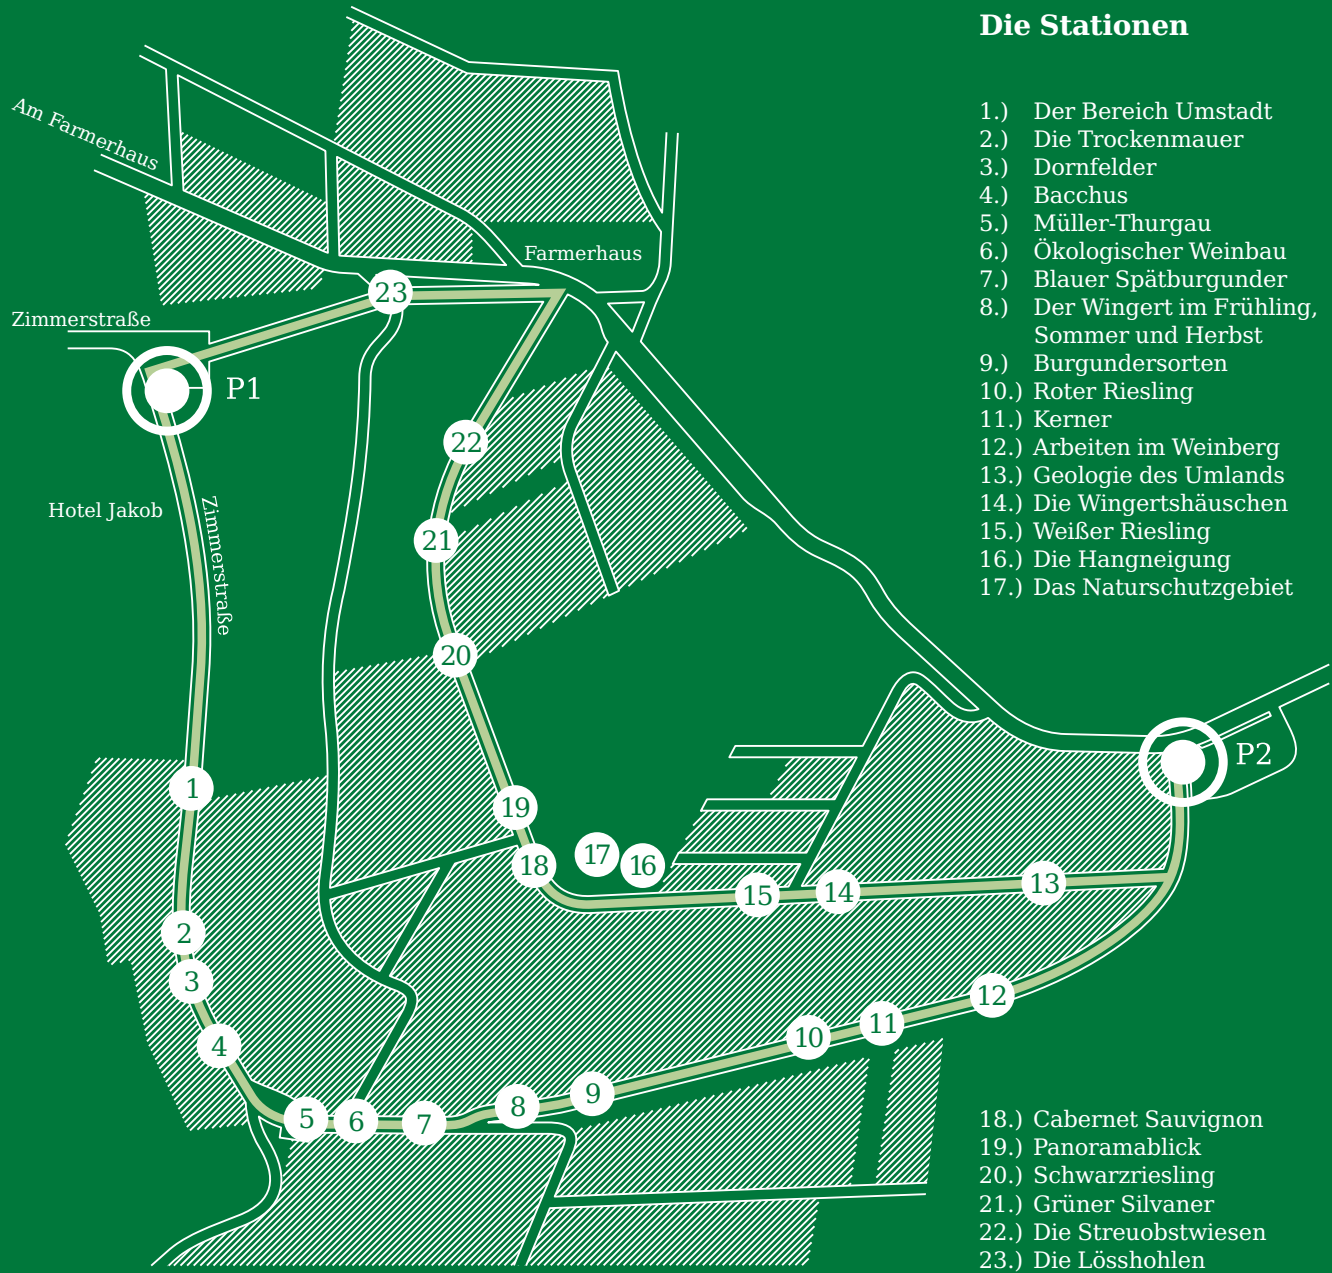 Die Stationen
1.) Der Bereich Umstadt
2.) Die Trockenmauer
3.) Dornfelder
4.) Bacchus
5.) Müller-Thurgau
6.) Ökologischer Weinbau
7.) Blauer Spätburgunder
8.) Der Wingert im Frühling,
Sommer und Herbst
9.) Burgundersorten
10.) Roter Riesling
11.) Kerner
12.) Arbeiten im Weinberg
13.) Geologie des Umlands
14.) Die Wingertshäuschen
15.) Weißer Riesling
16.) Die Hangneigung
17.) Das Naturschutzgebiet
18.) Cabernet Sauvignon
19.) Panoramablick
20.) Schwarzriesling
21.) Grüner Silvaner
22.) Die Streuobstwiesen
23.) Die Lösshohlen
Am Farmerhaus
Farmerhaus
23
Zimmerstraße
P1
22
Hotel Jakob
Zimmerstraße
21
20
P2
1
19
17
16
18
13
14
15
2
3
12
11
10
4
9
8
5
6
7